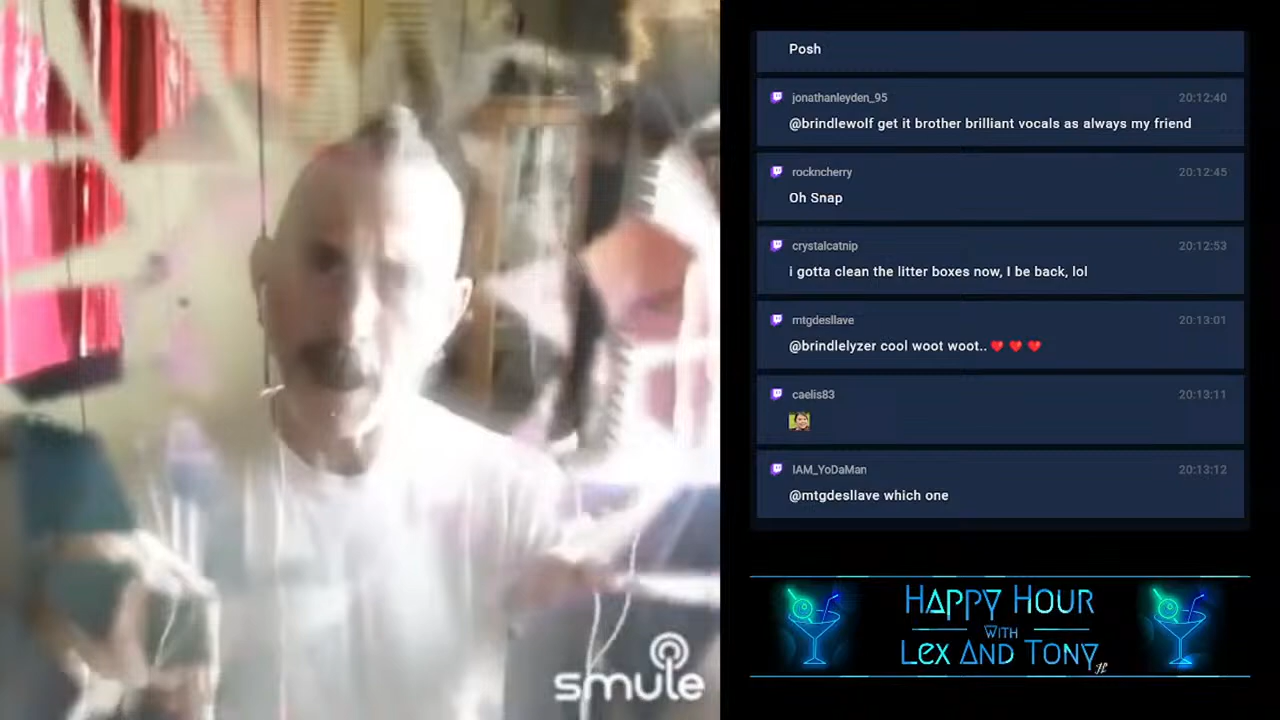 Posh
jonathanleyden_95 20:12:40
@brindlewolf get it brother brilliant vocals as always my friend
rockncherry 20:12:45
Oh Snap
crystalcatnip 20:12:53
i gotta clean the litter boxes now, I be back, lol
mtgdesllave 20:13:01
@brindlelyzer cool woot woot.. ❤️ ❤️ ❤️
caelis83 20:13:11
IAM_YoDaMan 20:13:12
@mtgdesllave which one
HAPPY HOUR
WITH
LEX AND TONY
smule